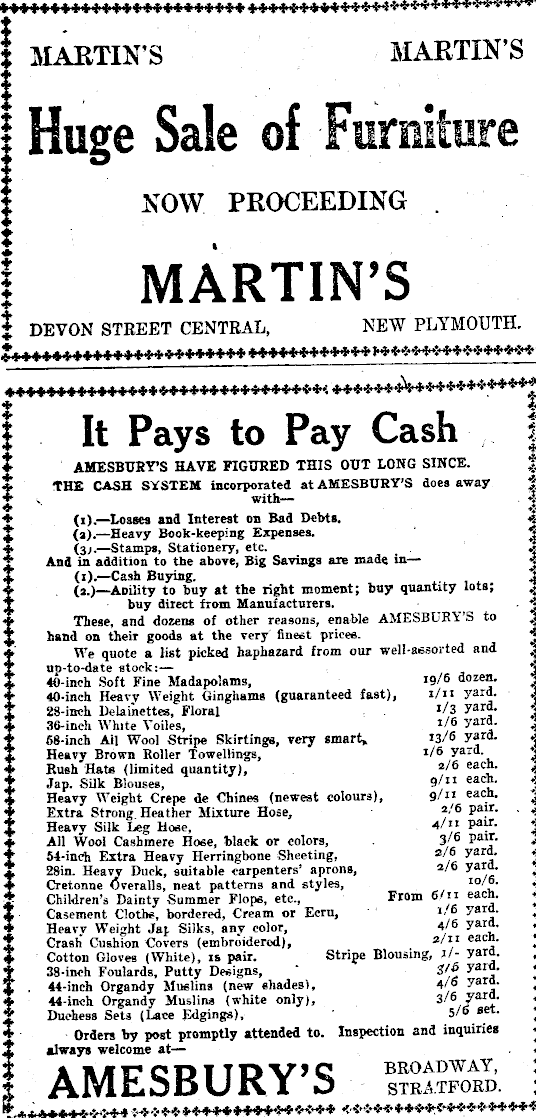 MARTIN'S MARTIN'S
Huge Sale of Furniture
NOW PROCEEDING
MARTIN'S
DEVON STREET CENTRAL, NEW PLYMOUTH.
It Pays to Pay Cash
AMESBURY'S HAVE FIGURED THIS OUT LONG SINCE.
THE CASH SYSTEM incorporated at AMESBURY'S does away
with—
(1).—Losses and Interest on Bad Debts.
(2).—Heavy Book-keeping Expenses.
(3).—Stamps, Stationery, etc.
And in addition to the above, Big Savings are made in—
(1).—Cash Buying.
(2.)—Ability to buy at the right moment; buy quantity lots;
buy direct from Manufacturers.
These, and dozens of other reasons, enable AMESBURY'S to
hand on their goods at the very finest prices.
We quote a list picked haphazard from our well-assorted and
up-to-date stock:—
40-inch Soft Fine Madapolams, 19/6 dozen.
40-inch Heavy Weight Ginghams (guaranteed fast), 1/11 yard.
28-inch Delainettes, Floral 1/3 yard.
36-inch White Voiles, 1/6 yard.
58-inch All Wool Stripe Skirtings, very smart, 13/6 yard.
Heavy Brown Roller Towellings, 1/6 yard.
Rush Hats (limited quantity), 2/6 each.
Jap. Silk Blouses, 9/11 each.
Heavy Weight Crepe de Chines (newest colours), 9/11 each.
Extra Strong Heather Mixture Hose, 2/6 pair.
Heavy Silk Leg Hose, 4/11 pair.
All Wool Cashmere Hose, black or colors, 3/6 pair.
54-inch Extra Heavy Herringbone Sheeting, 2/6 yard.
28in. Heavy Duck, suitable carpenters' aprons, 2/6 yard.
Cretonne Overalls, neat patterns and styles, 10/6.
Children's Dainty Summer Flops, etc., From 6/11 each.
Casement Cloths, bordered, Cream or Ecru, 1/6 yard.
Heavy Weight Jap Silks, any color, 4/6 yard.
Crash Cushion Covers (embroidered), 2/11 each.
Cotton Gloves (White), 1s pair. Stripe Blousing, 1/- yard.
38-inch Foulards, Putty Designs, 3/6 yard.
44-inch Organdy Muslins (new shades), 4/6 yard.
44-inch Organdy Muslins (white only), 3/6 yard.
Duchess Sets (Lace Edgings), 5/6 set.
Orders by post promptly attended to. Inspection and inquiries
always welcome at—
AMESBURY'S BROADWAY,
STRATFORD.